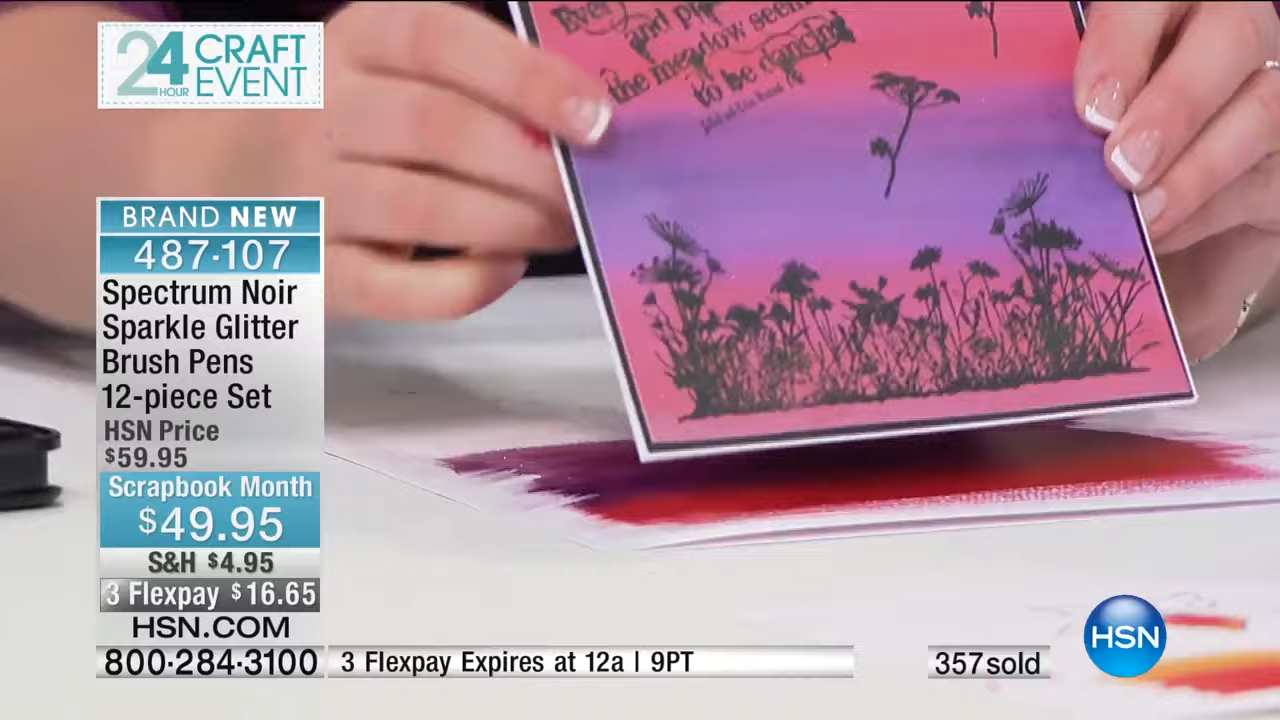 24
HOUR
CRAFT
EVENT
BRAND NEW
487-107
Spectrum Noir
Sparkle Glitter
Brush Pens
12-piece Set
HSN Price
$59.95
Scrapbook Month
$49.95
S&H $4.95
3 Flexpay $16.65
HSN.COM
800-284-3100
3 Flexpay Expires at 12a | 9PT
357 sold
HSN
and
the meadow seem
to be dancing